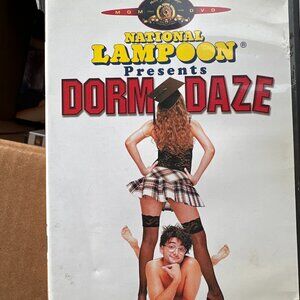 MGM DVD
NATIONAL
LAMPOON®
Presents
DORM DAZE